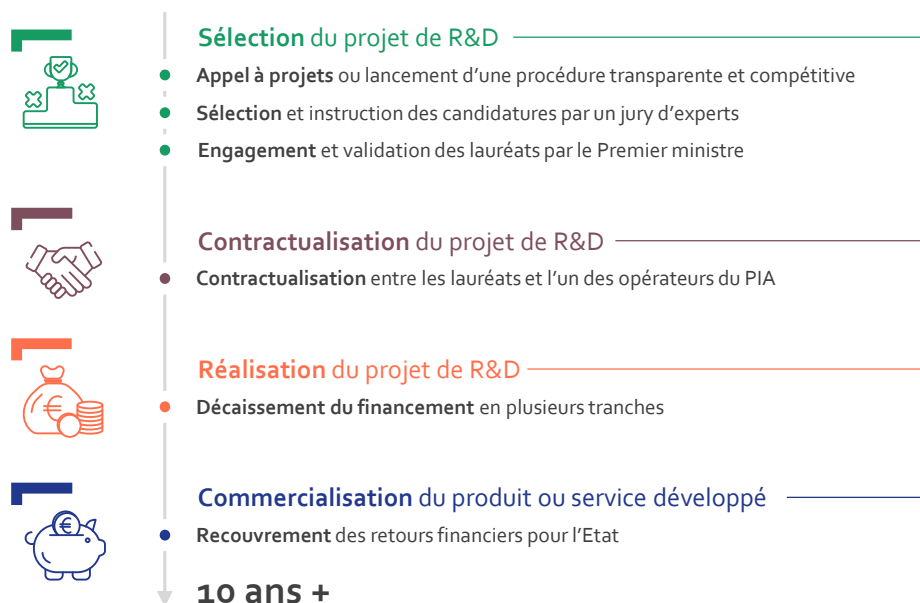 Sélection du projet de R&D
Appel à projets ou lancement d'une procédure transparente et compétitive
Sélection et instruction des candidatures par un jury d'experts
Engagement et validation des lauréats par le Premier ministre
Contractualisation du projet de R&D
Contractualisation entre les lauréats et l'un des opérateurs du PIA
Réalisation du projet de R&D
Décaissement du financement en plusieurs tranches
Commercialisation du produit ou service développé
Recouvrement des retours financiers pour l'Etat
10 ans +